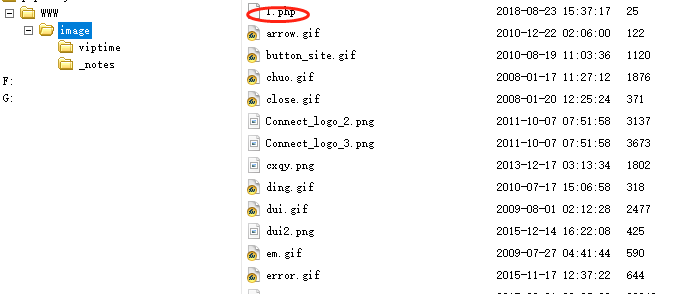 WWW
image
viptime
_notes
F:
G:
1.php 2018-08-23 15:37:17 25
arrow.gif 2010-12-22 02:06:00 122
button_site.gif 2010-08-19 11:03:36 1120
chuo.gif 2008-01-17 11:27:12 1876
close.gif 2008-01-20 12:25:24 371
Connect_logo_2.png 2011-10-07 07:51:58 3137
Connect_logo_3.png 2011-10-07 07:51:58 3673
cxqy.png 2013-12-17 03:13:34 1802
ding.gif 2010-07-17 15:06:58 318
dui.gif 2009-08-01 02:12:28 2477
dui2.png 2015-12-14 16:22:08 425
em.gif 2009-07-27 04:41:44 590
error.gif 2015-11-17 12:37:22 644